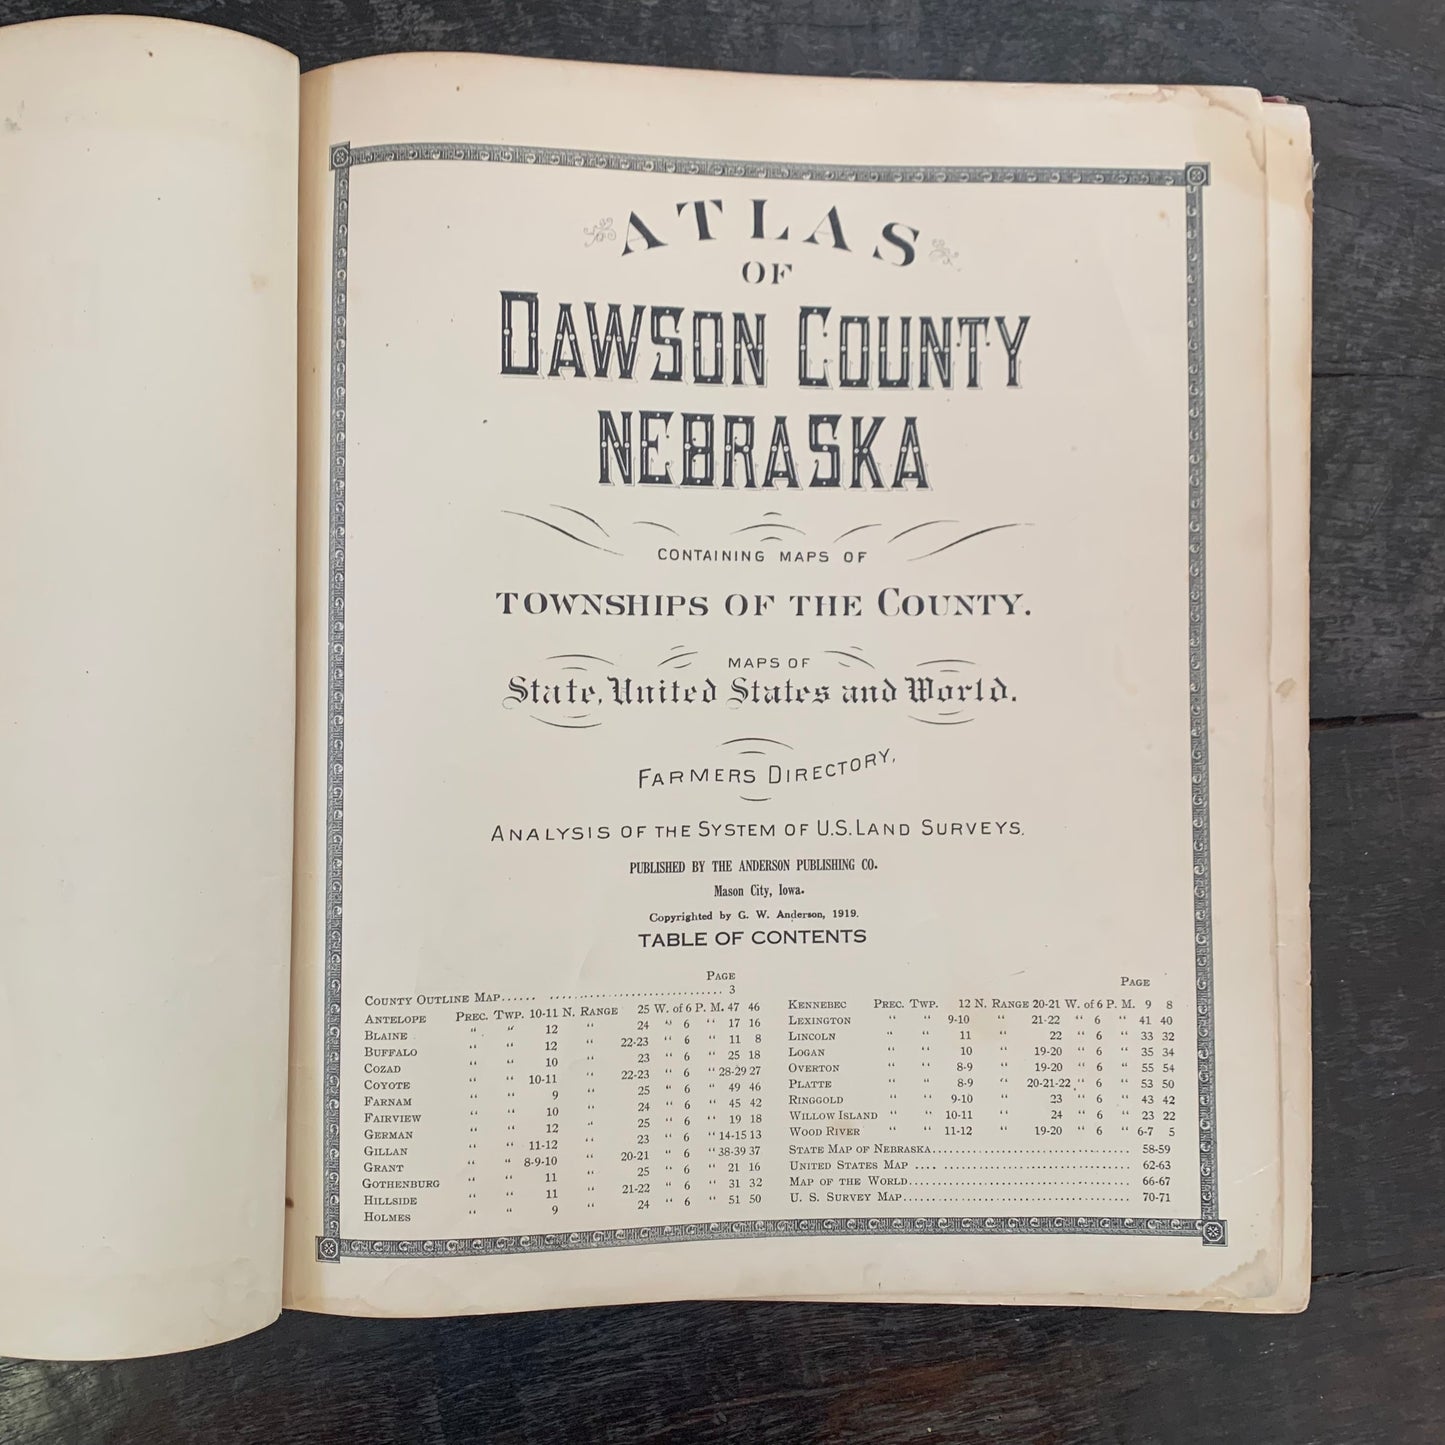 ATLAS
OF
DAWSON COUNTY
NEBRASKA
CONTAINING MAPS OF
TOWNSHIPS OF THE COUNTY.
MAPS OF
State, United States and World.
FARMERS DIRECTORY,
ANALYSIS OF THE SYSTEM OF U.S. LAND SURVEYS.
PUBLISHED BY THE ANDERSON PUBLISHING CO.
Mason City, Iowa.
Copyrighted by G. W. Anderson, 1919.
TABLE OF CONTENTS
PAGE
COUNTY OUTLINE MAP...... ................................ 3
ANTELOPE PREC. TWP. 10-11 N. RANGE 25 W. of 6 P. M. 47 46
BLAINE " " 12 " 24 " 6 " 17 16
BUFFALO " " 12 " 22-23 " 6 " 11 8
COZAD " " 10 " 23 " 6 " 25 18
COYOTE " " 10-11 " 22-23 " 6 " 28-29 27
FARNAM " " 9 " 25 " 6 " 49 46
FAIRVIEW " " 10 " 24 " 6 " 45 42
GERMAN " " 12 " 25 " 6 " 19 18
GILLAN " " 11-12 " 23 " 6 " 14-15 13
GRANT " " 8-9-10 " 20-21 " 6 " 38-39 37
GOTHENBURG " " 11 " 25 " 6 " 21 16
HILLSIDE " " 11 " 21-22 " 6 " 31 32
HOLMES " " 9 " 24 " 6 " 51 50
PAGE
KENNEBEC PREC. TWP. 12 N. RANGE 20-21 W. of 6 P. M. 9 8
LEXINGTON " " 9-10 " 21-22 " 6 " 41 40
LINCOLN " " 11 " 22 " 6 " 33 32
LOGAN " " 10 " 19-20 " 6 " 35 34
OVERTON " " 8-9 " 19-20 " 6 " 55 54
PLATTE " " 8-9 " 20-21-22 " 6 " 53 50
RINGGOLD " " 9-10 " 23 " 6 " 43 42
WILLOW ISLAND " " 10-11 " 24 " 6 " 23 22
WOOD RIVER " " 11-12 " 19-20 " 6 " 6-7 5
STATE MAP OF NEBRASKA................................ 58-59
UNITED STATES MAP .................................... 62-63
MAP OF THE WORLD.................................... 66-67
U. S. SURVEY MAP..................................... 70-71